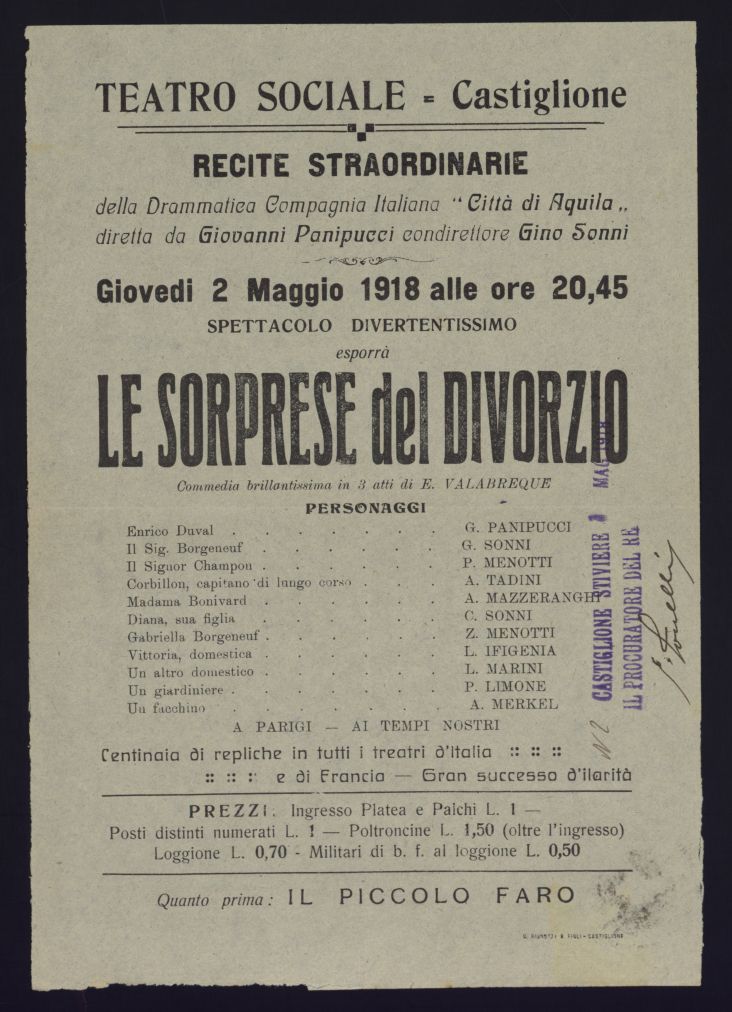 TEATRO SOCIALE = Castiglione
RECITE STRAORDINARIE
della Drammatica Compagnia Italiana “Città di Aquila„
diretta da Giovanni Panipucci condirettore Gino Sonni
Giovedi 2 Maggio 1918 alle ore 20,45
SPETTACOLO DIVERTENTISSIMO
esporrà
LE SORPRESE del DIVORZIO
Commedia brillantissima in 3 atti di E. VALABREQUE
PERSONAGGI
Enrico Duval . . . . . . . G. PANIPUCCI
Il Sig. Borgeneuf . . . . . . G. SONNI
Il Signor Champou . . . . . . P. MENOTTI
Corbillon, capitano di lungo corso . . . A. TADINI
Madama Bonivard . . . . . . A. MAZZERANGHI
Diana, sua figlia . . . . . . C. SONNI
Gabriella Borgeneuf . . . . . . Z. MENOTTI
Vittoria, domestica . . . . . . L. IFIGENIA
Un altro domestico . . . . . . L. MARINI
Un giardiniere . . . . . . . P. LIMONE
Un facchino . . . . . . . A. MERKEL
A PARIGI — AI TEMPI NOSTRI
Centinaia di repliche in tutti i treatri d'Italia :: :: ::
:: :: : e di Francia — Gran successo d'ilarità
PREZZI: Ingresso Platea e Palchi L. 1 —
Posti distinti numerati L. 1 — Poltroncine L. 1,50 (oltre l'ingresso)
Loggione L. 0,70 - Militari di b. f. al loggione L. 0,50
Quanto prima: IL PICCOLO FARO
FIGLI - CASTIGLIONE
CASTIGLIONE STIVIERE MAG 1918
IL PROCURATORE DEL RE